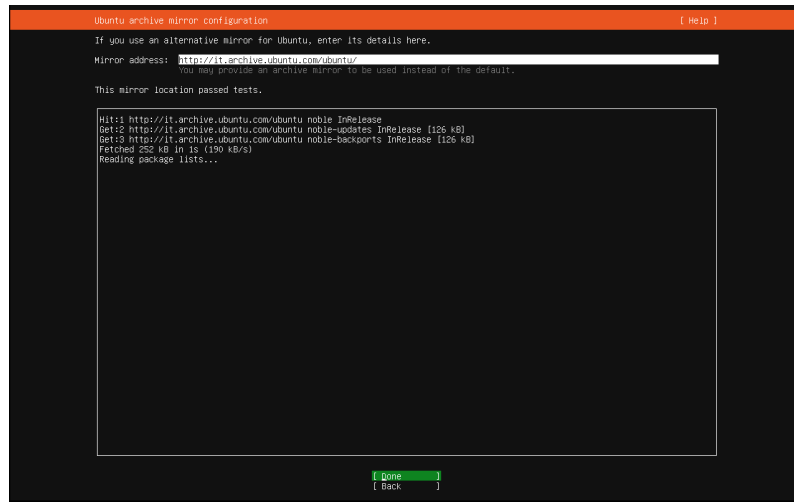 Ubuntu archive mirror configuration [ Help ]
If you use an alternative mirror for Ubuntu, enter its details here.
Mirror address: http://it.archive.ubuntu.com/ubuntu/
You may provide an archive mirror to be used instead of the default.
This mirror location passed tests.
Hit:1 http://it.archive.ubuntu.com/ubuntu noble InRelease
Get:2 http://it.archive.ubuntu.com/ubuntu noble-updates InRelease [126 kB]
Get:3 http://it.archive.ubuntu.com/ubuntu noble-backports InRelease [126 kB]
Fetched 252 kB in 1s (190 kB/s)
Reading package lists...
[ Done ]
[ Back ]